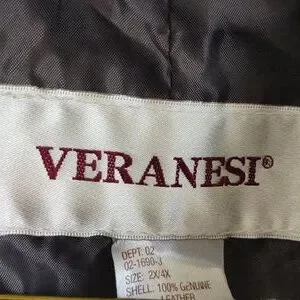 VERANESI®
DEPT. 02
02-1690-J
SIZE: 2X/4X
SHELL: 100% GENUINE
LEATHER